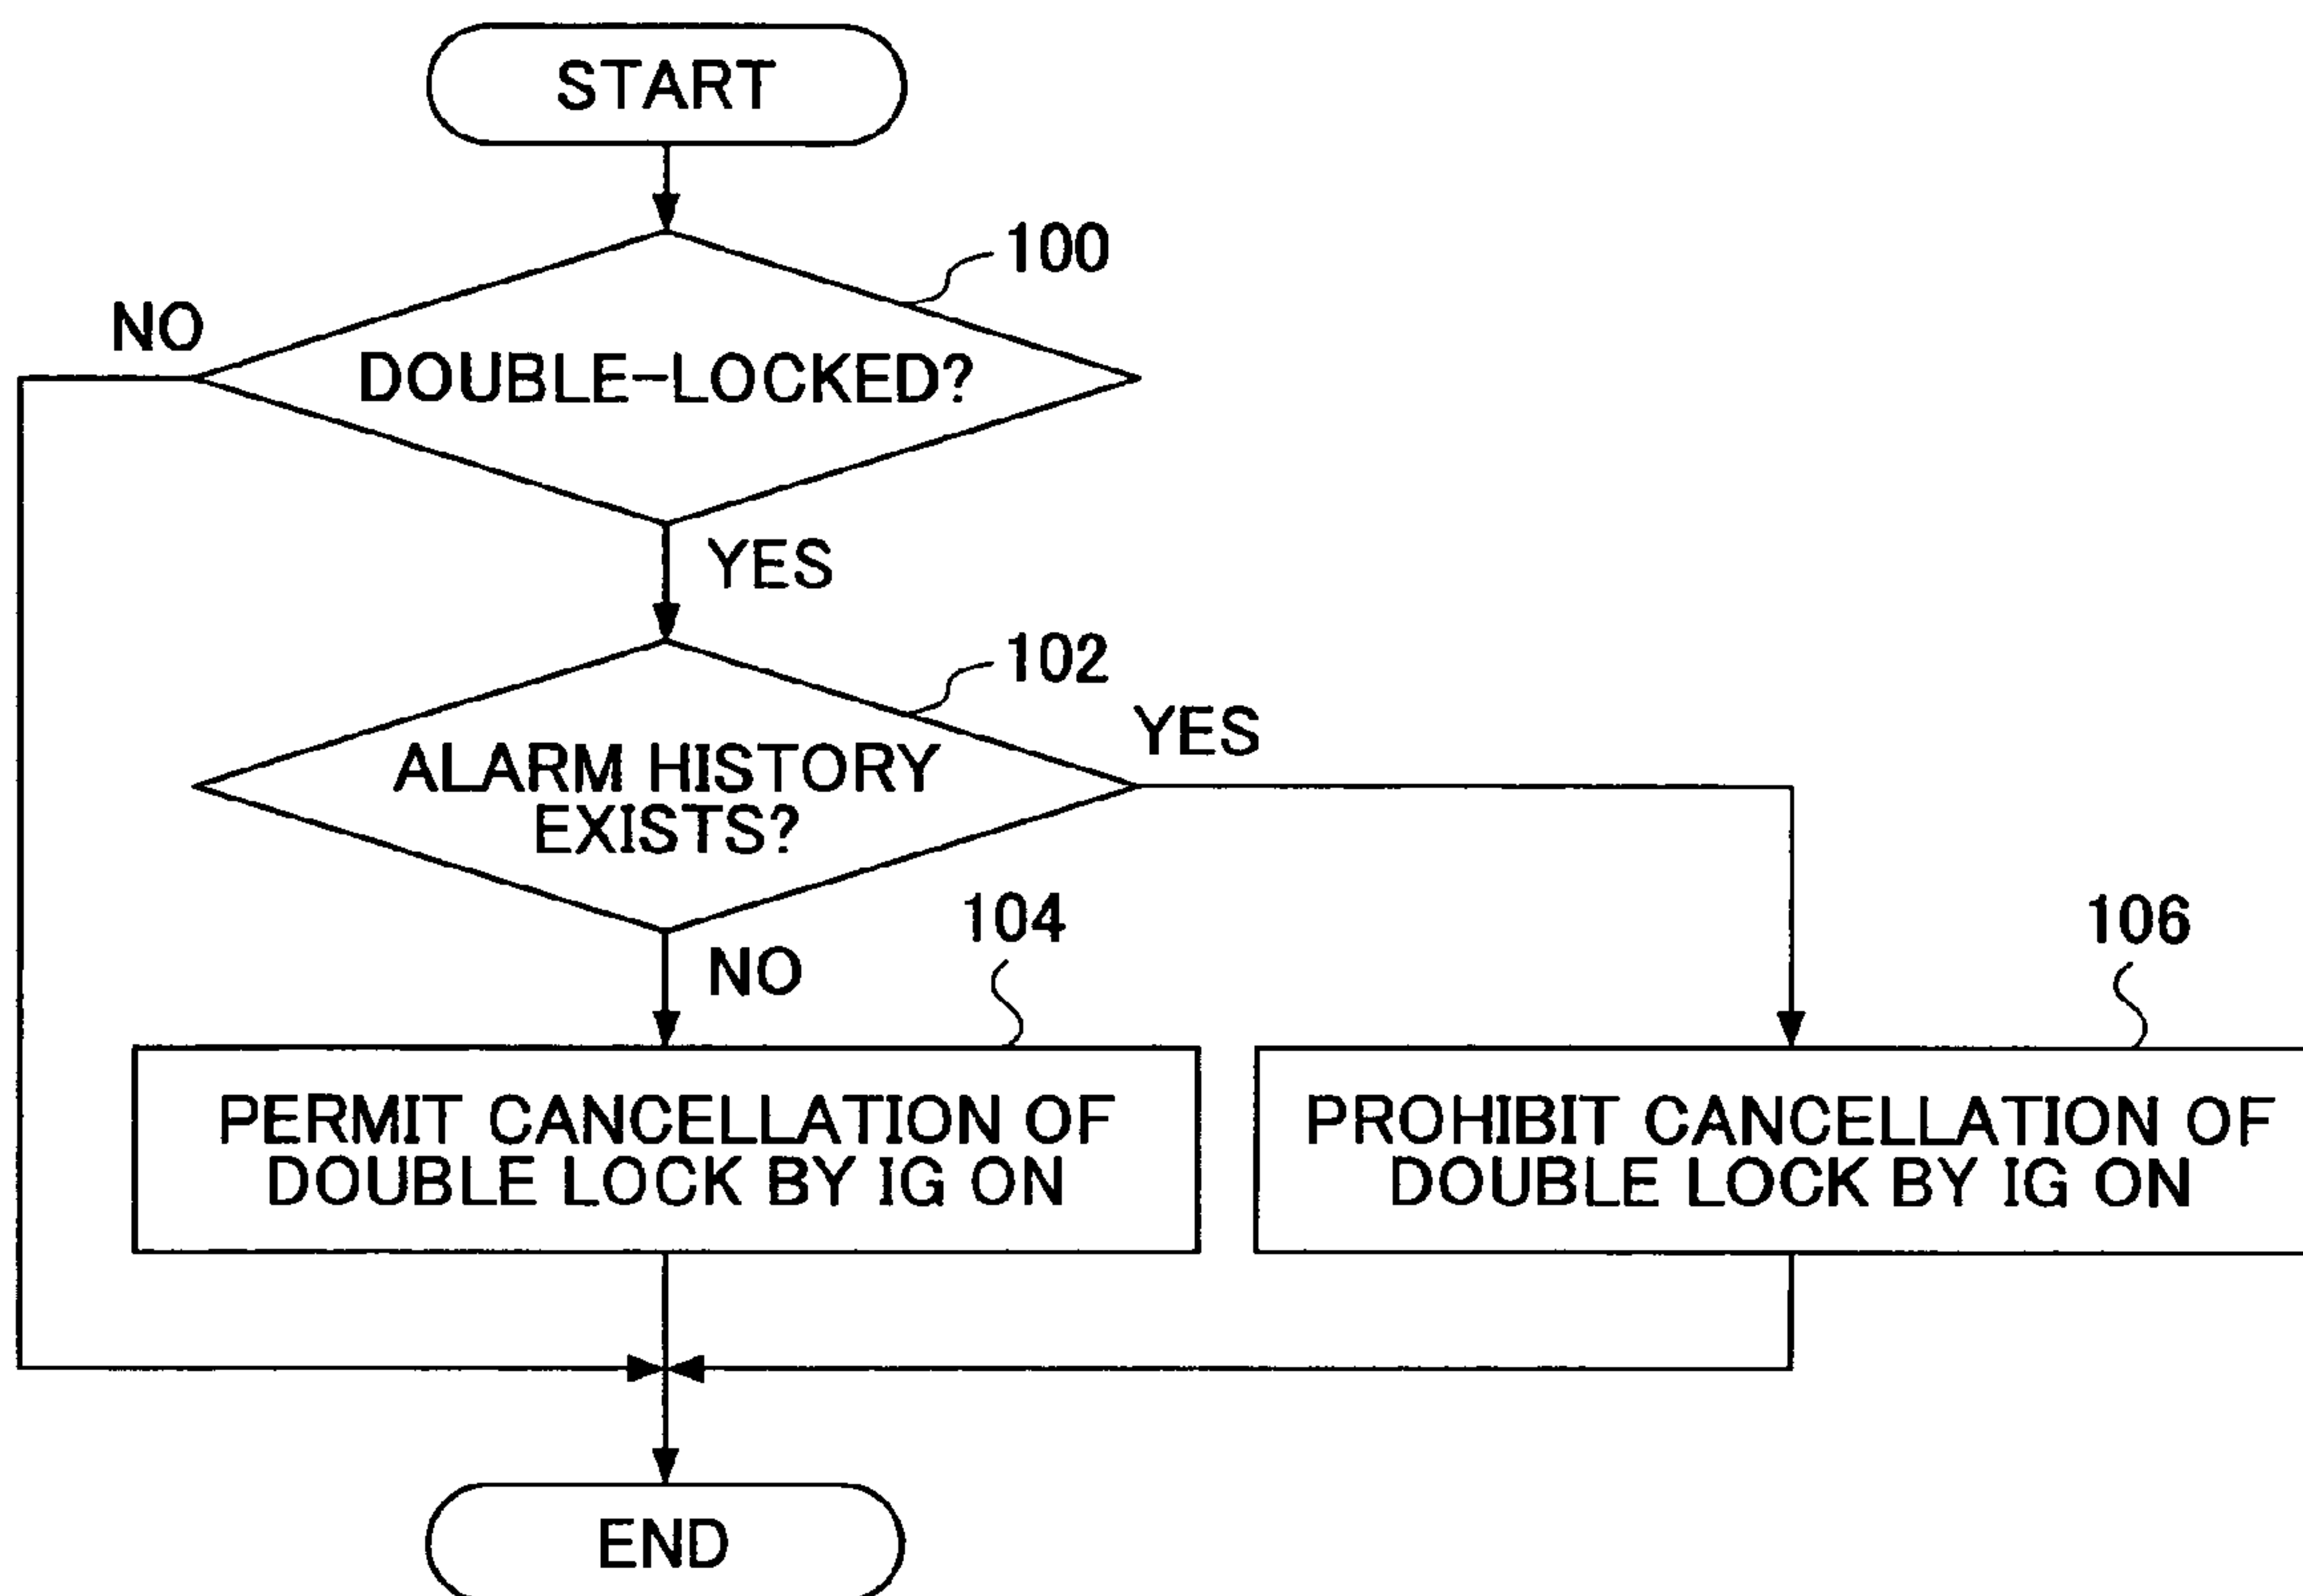 START
100
NO
DOUBLE-LOCKED?
YES
102
YES
ALARM HISTORY
EXISTS?
104
106
NO
PERMIT CANCELLATION OF
DOUBLE LOCK BY IG ON
PROHIBIT CANCELLATION OF
DOUBLE LOCK BY IG ON
END